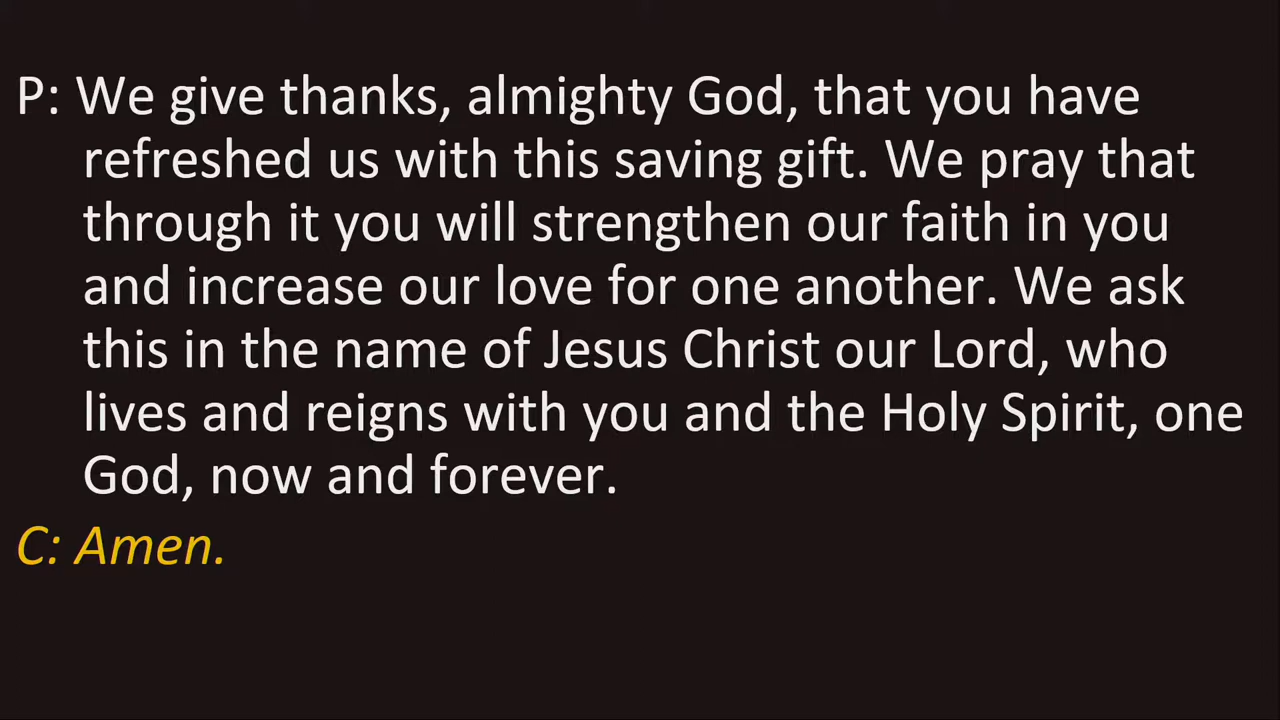 P: We give thanks, almighty God, that you have
refreshed us with this saving gift. We pray that
through it you will strengthen our faith in you
and increase our love for one another. We ask
this in the name of Jesus Christ our Lord, who
lives and reigns with you and the Holy Spirit, one
God, now and forever.
C: Amen.